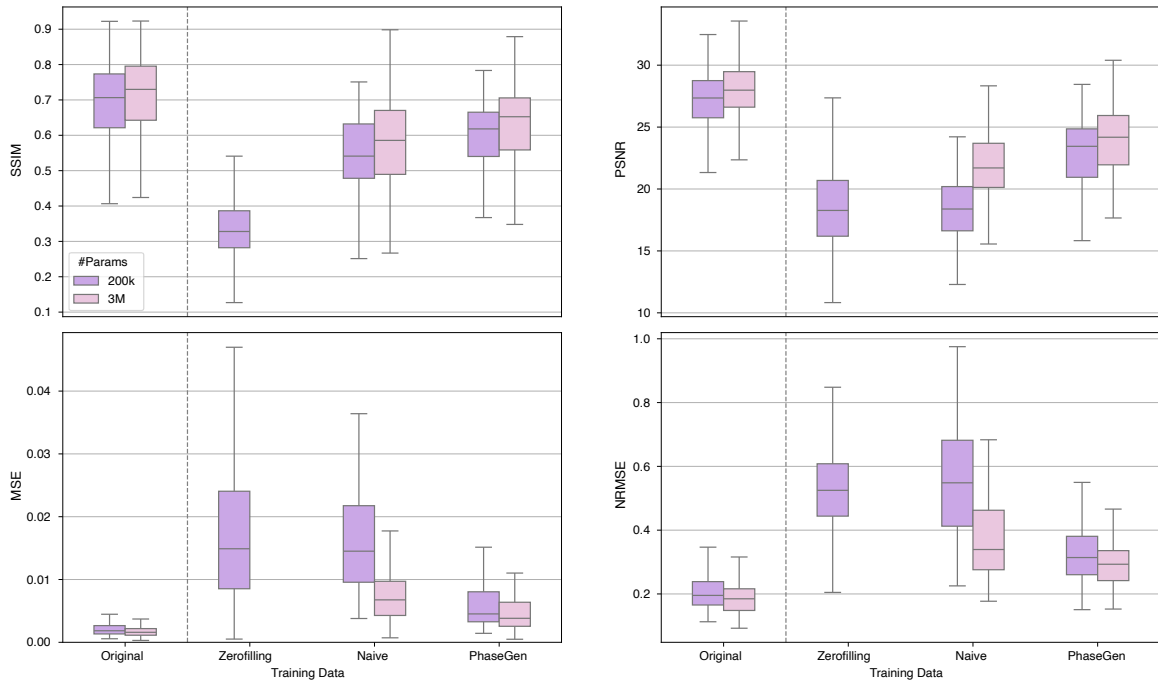 SSIM
0.9
0.8
0.7
0.6
0.5
0.4
0.3
0.2
0.1
#Params
200k
3M
PSNR
30
25
20
15
10
MSE
0.04
0.03
0.02
0.01
0.00
Original Zerofilling Naive PhaseGen
Training Data
NRMSE
1.0
0.8
0.6
0.4
0.2
Original Zerofilling Naive PhaseGen
Training Data